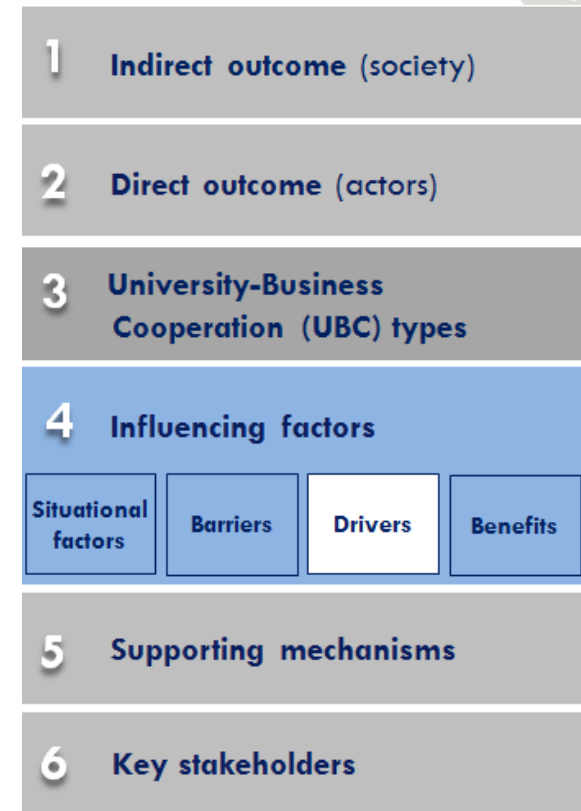 1 Indirect outcome (society)
2 Direct outcome (actors)
3 University-Business
Cooperation (UBC) types
4 Influencing factors
Situational
factors
Barriers
Drivers
Benefits
5 Supporting mechanisms
6 Key stakeholders